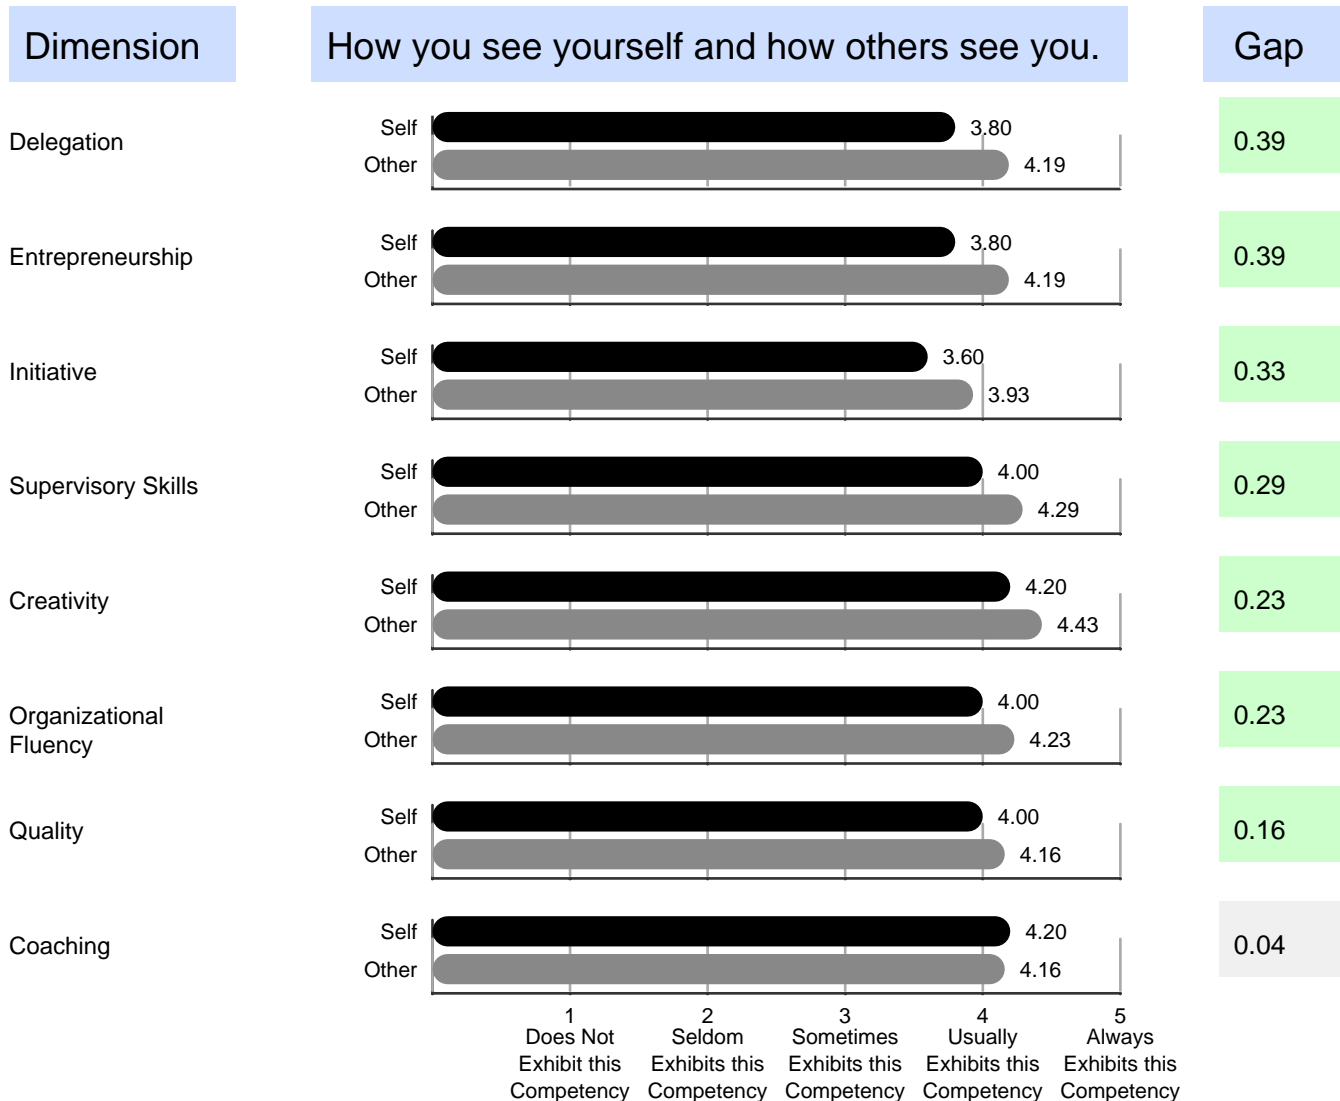 Dimension How you see yourself and how others see you. Gap
Self 3.80
Delegation 0.39
Other 4.19
Self 3.80
Entrepreneurship 0.39
Other 4.19
Self 3.60
Initiative 0.33
Other 3.93
Self 4.00
Supervisory Skills 0.29
Other 4.29
Self 4.20
Creativity 0.23
Other 4.43
Self 4.00
Organizational 0.23
Fluency
Other 4.23
Self 4.00
Quality 0.16
Other 4.16
Self 4.20
Coaching 0.04
Other 4.16
1 2 3 4 5
Does Not Seldom Sometimes Usually Always
Exhibit this Exhibits this Exhibits this Exhibits this Exhibits this
Competency Competency Competency Competency Competency